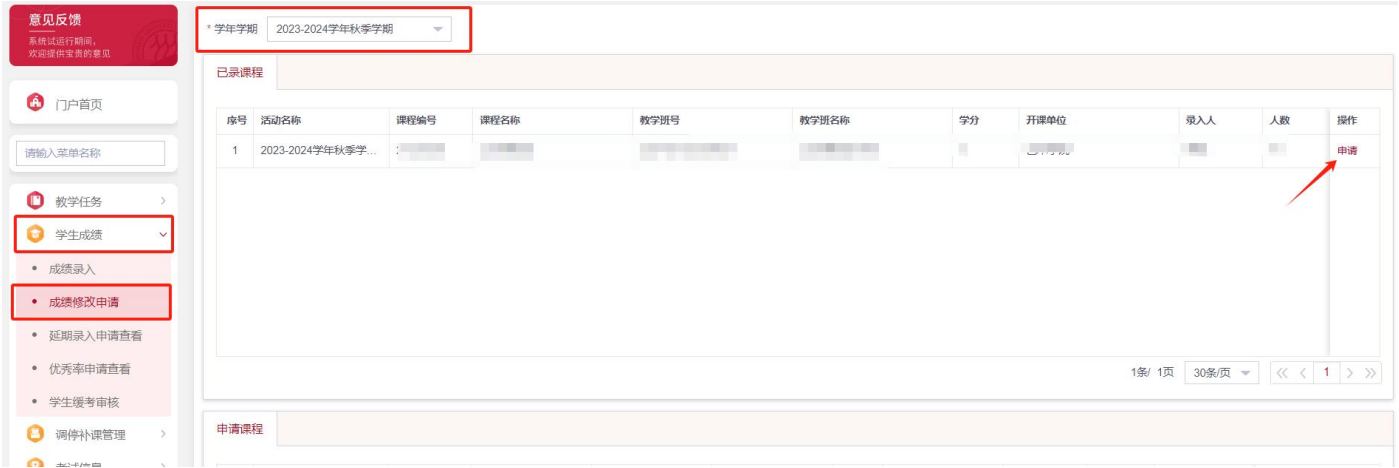 意见反馈
系统试运行期间，
欢迎提供宝贵的意见
门户首页
请输入菜单名称
教学任务
学生成绩
成绩录入
成绩修改申请
延期录入申请查看
优秀率申请查看
学生缓考审核
调停补课管理
考试信息
* 学年学期 2023-2024学年秋季学期
已录课程
序号 活动名称 课程编号 课程名称 教学班号 教学班名称 学分 开课单位 录入人 人数 操作
1 2023-2024学年秋季学... 申请
1条/ 1页 30条/页 1
申请课程